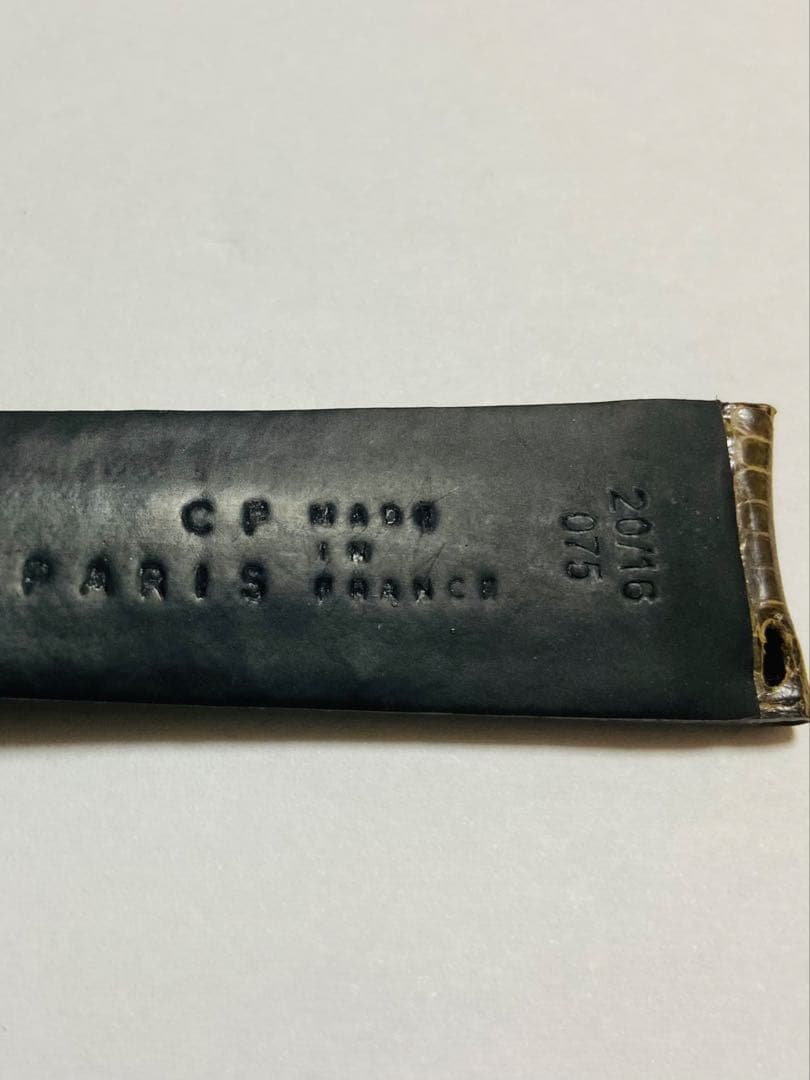 CP
PARIS
MADE
IN
FRANCE
20/16
075